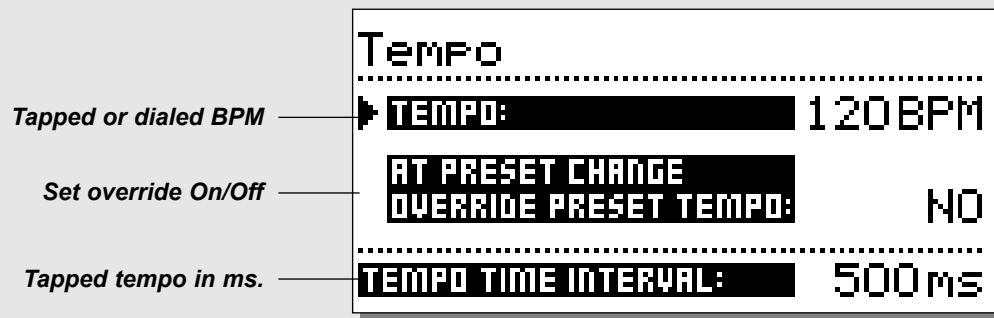 Tempo
Tapped or dialed BPM
TEMPO: 120BPM
Set override On/Off
AT PRESET CHANGE
OVERRIDE PRESET TEMPO: NO
Tapped tempo in ms.
TEMPO TIME INTERVAL: 500ms